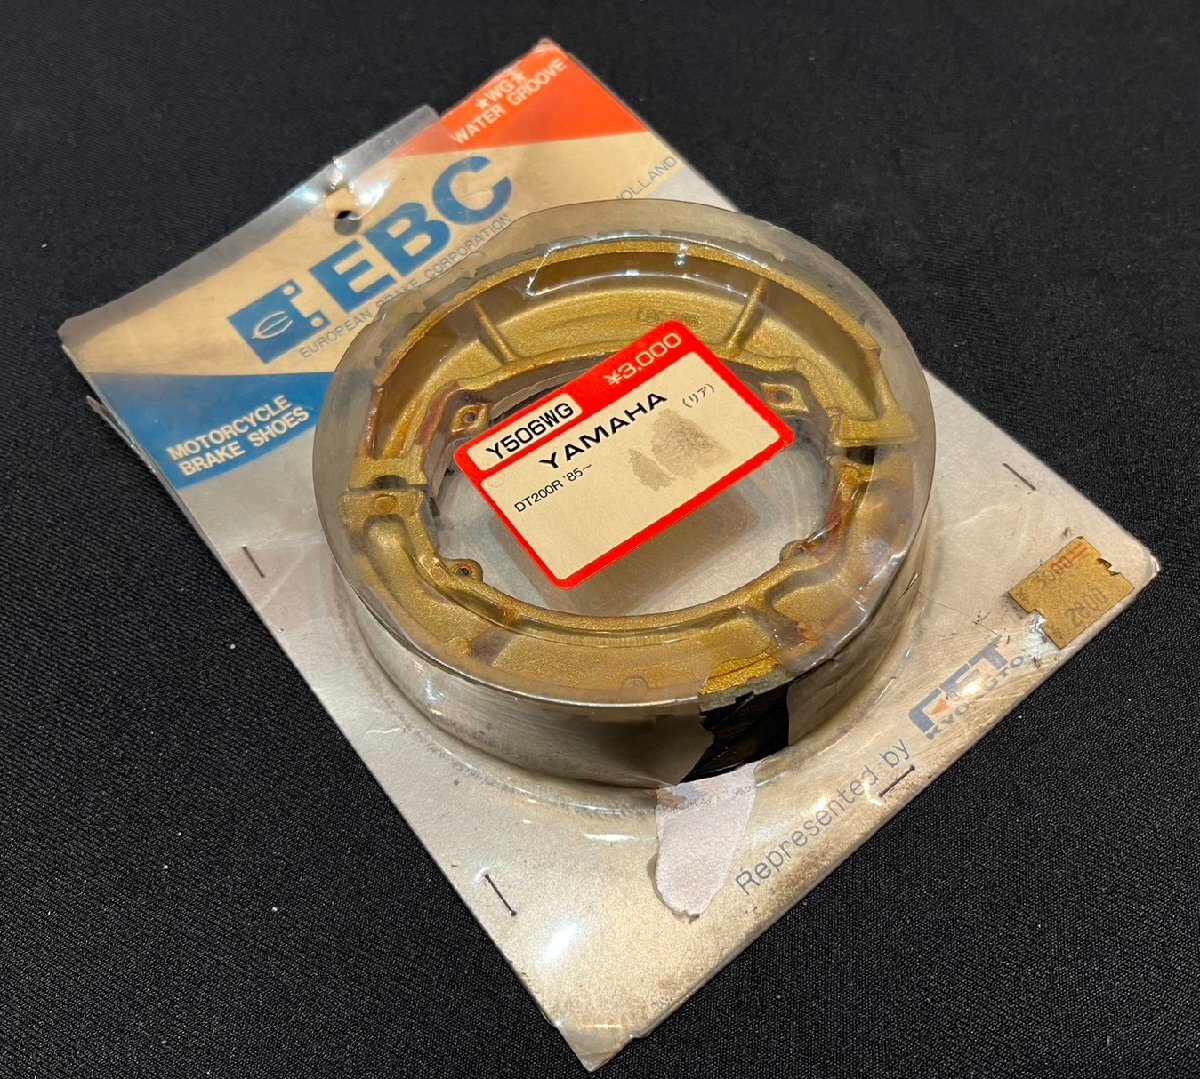 ★WG★
WATER GROOVE
EBC
EUROPEAN BRAKE CORPORATION
HOLLAND
MOTORCYCLE
BRAKE SHOES
¥3,000
Y506WG
YAMAHA (リア)
DT200R '85~
Represented by